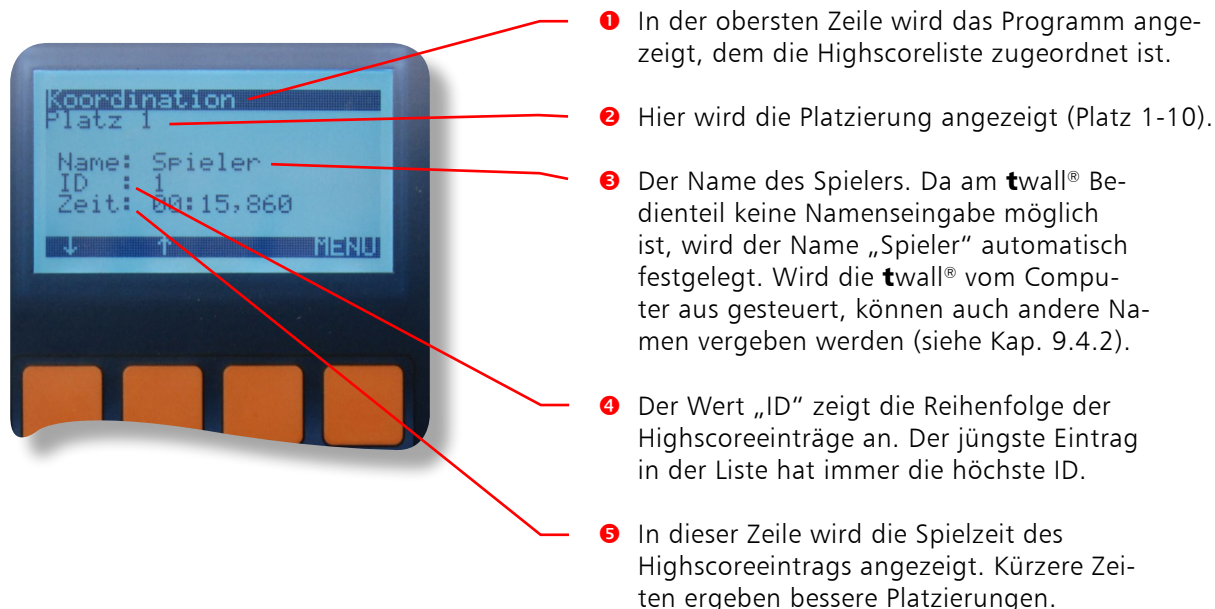 Koordination
Platz 1
Name: Spieler
ID : 1
Zeit: 00:15,860
↓ ↑ MENU
❶ In der obersten Zeile wird das Programm ange-
zeigt, dem die Highscoreliste zugeordnet ist.
❷ Hier wird die Platzierung angezeigt (Platz 1-10).
❸ Der Name des Spielers. Da am twall® Be-
dienteil keine Namenseingabe möglich
ist, wird der Name „Spieler“ automatisch
festgelegt. Wird die twall® vom Compu-
ter aus gesteuert, können auch andere Na-
men vergeben werden (siehe Kap. 9.4.2).
❹ Der Wert „ID“ zeigt die Reihenfolge der
Highscoreeinträge an. Der jüngste Eintrag
in der Liste hat immer die höchste ID.
❺ In dieser Zeile wird die Spielzeit des
Highscoreeintrags angezeigt. Kürzere Zei-
ten ergeben bessere Platzierungen.